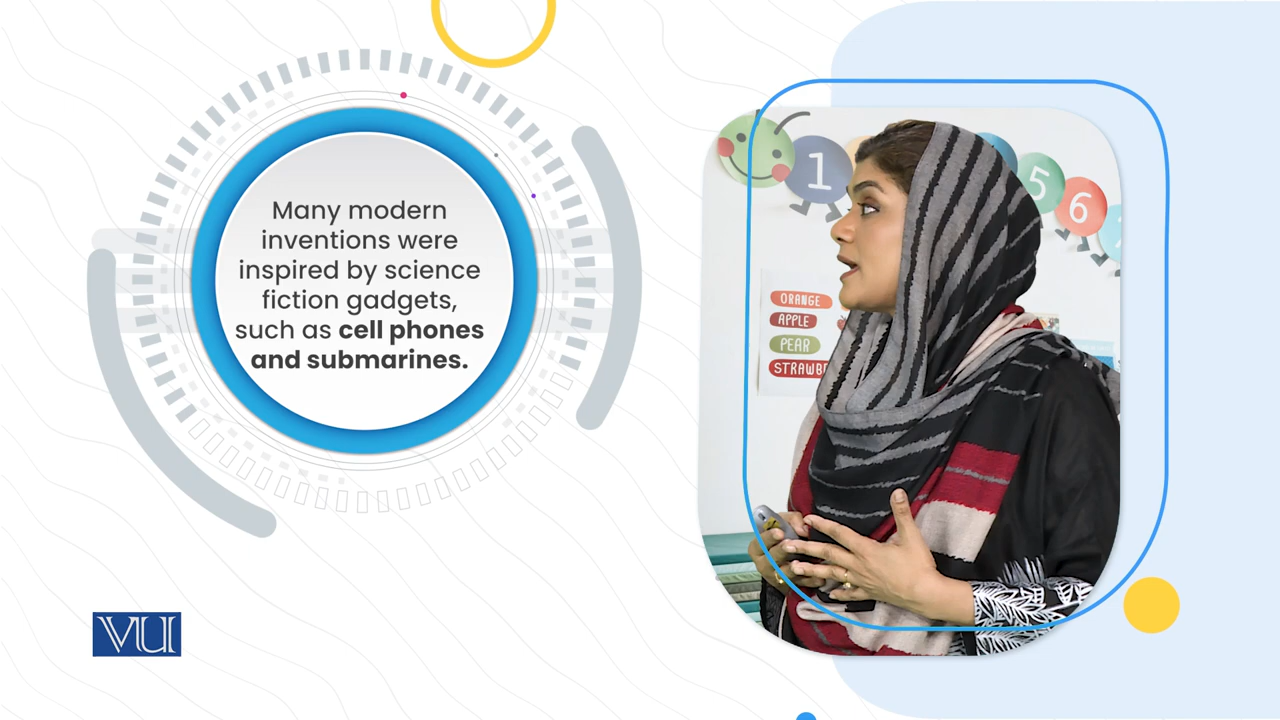 Many modern
inventions were
inspired by science
fiction gadgets,
such as cell phones
and submarines.
VU
1
5
6
ORANGE
APPLE
PEAR